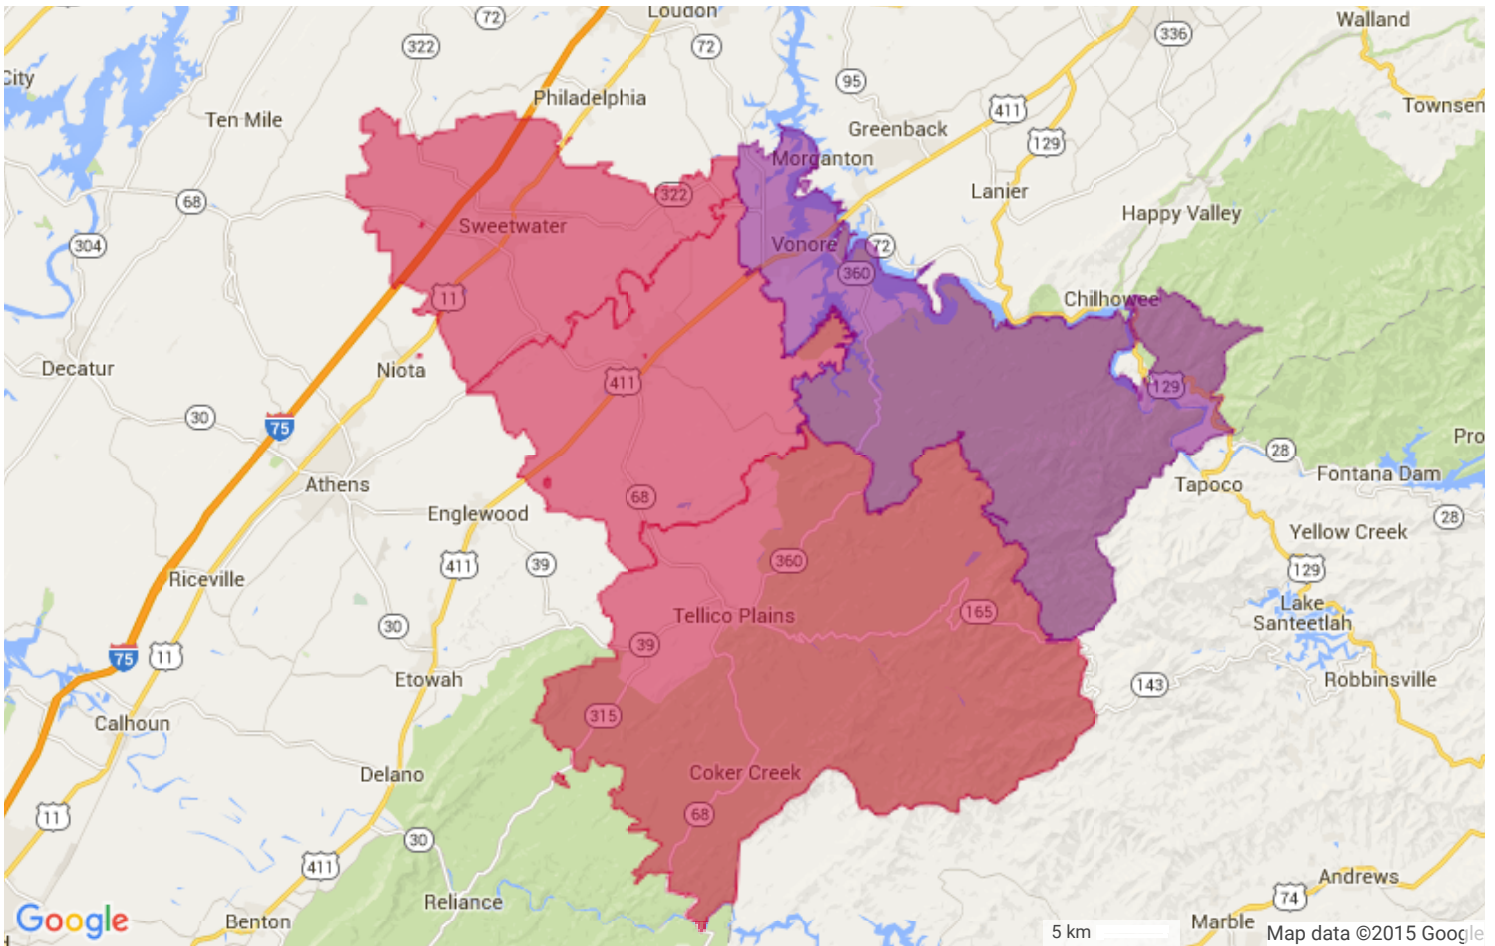 Loudon
Walland
72
322
72
336
City
95
Philadelphia
411
Townsen
Ten Mile
Greenback
129
Morganton
68
322
Lanier
Happy Valley
Sweetwater
304
Vonore
72
360
11
Chilhowee
Decatur
Niota
411
129
30
75
Pro
28
Athens
Fontana Dam
Tapoco
68
Englewood
28
Yellow Creek
411
39
360
129
Riceville
Lake
Santeetlah
Tellico Plains
165
30
39
75
11
Etowah
143
Robbinsville
315
Calhoun
Delano
Coker Creek
11
68
30
411
Andrews
Reliance
74
Google
Benton
Marble
5 km
Map data ©2015 Google